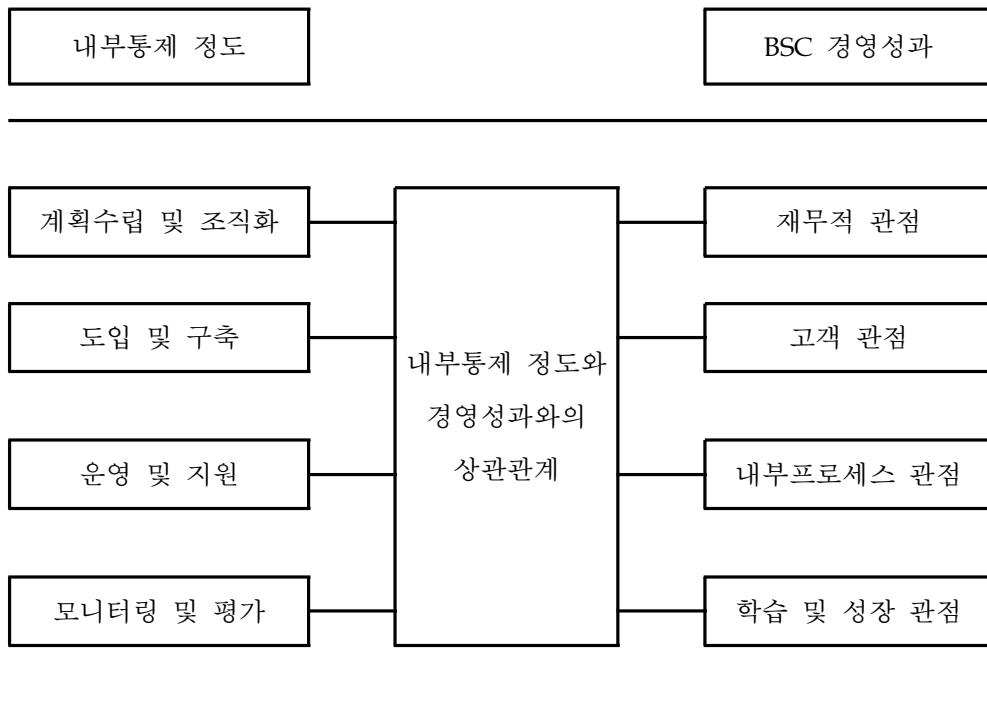 내부통제 정도
BSC 경영성과
계획수립 및 조직화
재무적 관점
도입 및 구축
고객 관점
내부통제 정도와
경영성과와의
상관관계
운영 및 지원
내부프로세스 관점
모니터링 및 평가
학습 및 성장 관점